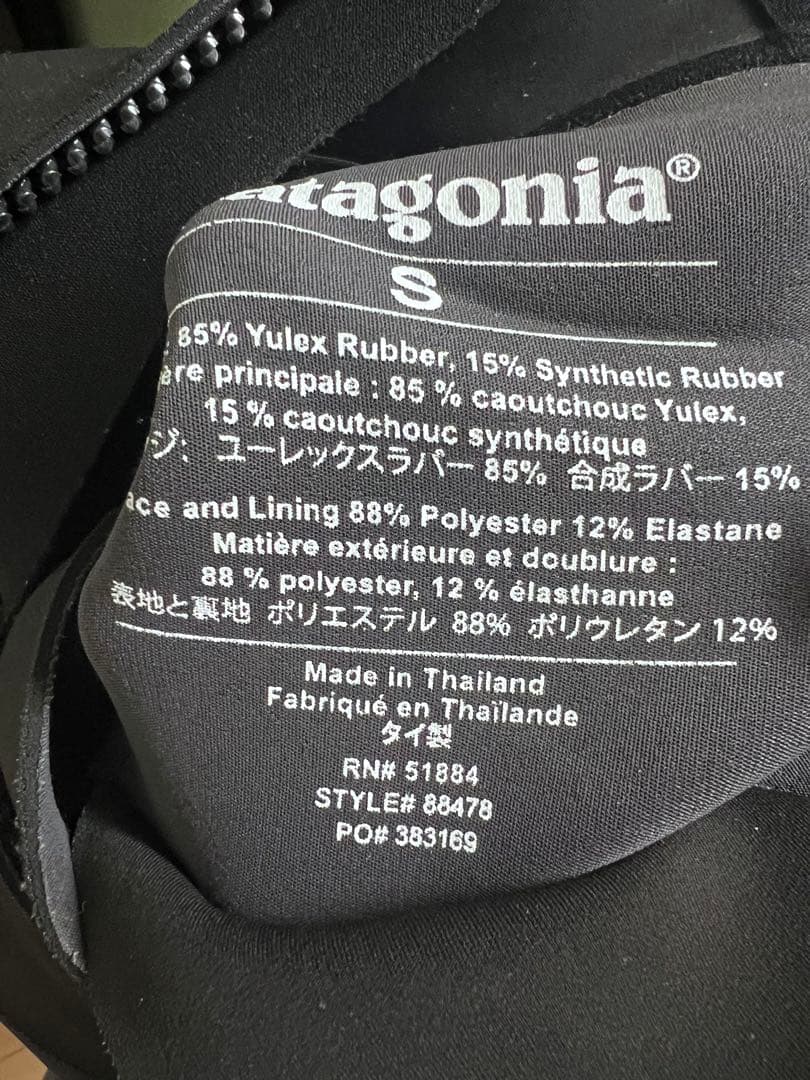 atagonia®
S
85% Yulex Rubber, 15% Synthetic Rubber
ère principale : 85 % caoutchouc Yulex,
15 % caoutchouc synthétique
ジ: ユーレックスラバー 85% 合成ラバー 15%
ace and Lining 88% Polyester 12% Elastane
Matière extérieure et doublure :
88 % polyester, 12 % élasthanne
表地と裏地 ポリエステル 88% ポリウレタン 12%
Made in Thailand
Fabriqué en Thaïlande
タイ製
RN# 51884
STYLE# 88478
PO# 383169